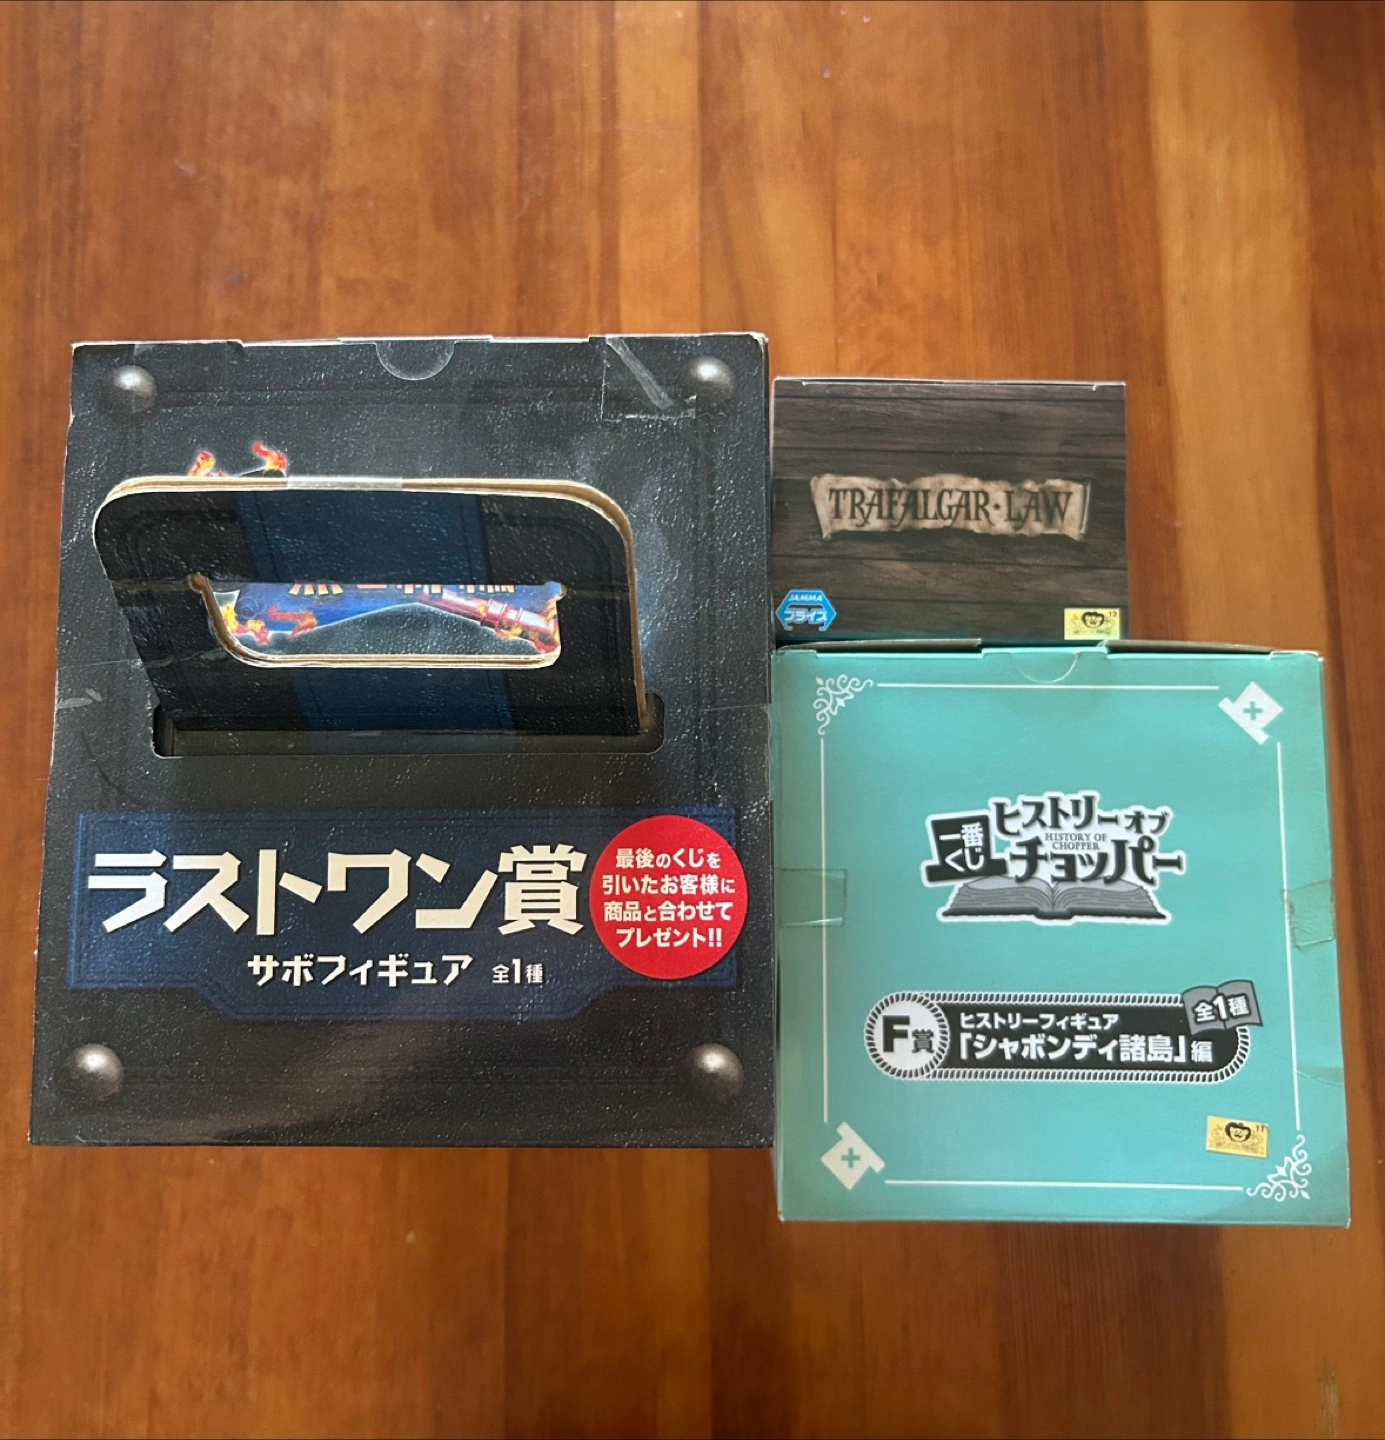 ラストワン賞
サボフィギュア 全1種
最後のくじを
引いたお客様に
商品と合わせて
プレゼント!!
TRAFALGAR・LAW
JAMMA
プライズ
13
一番くじ
ヒストリーオブ
HISTORY OF
CHOPPER
チョッパー
F賞
ヒストリーフィギュア
「シャボンディ諸島」編
全1種
11